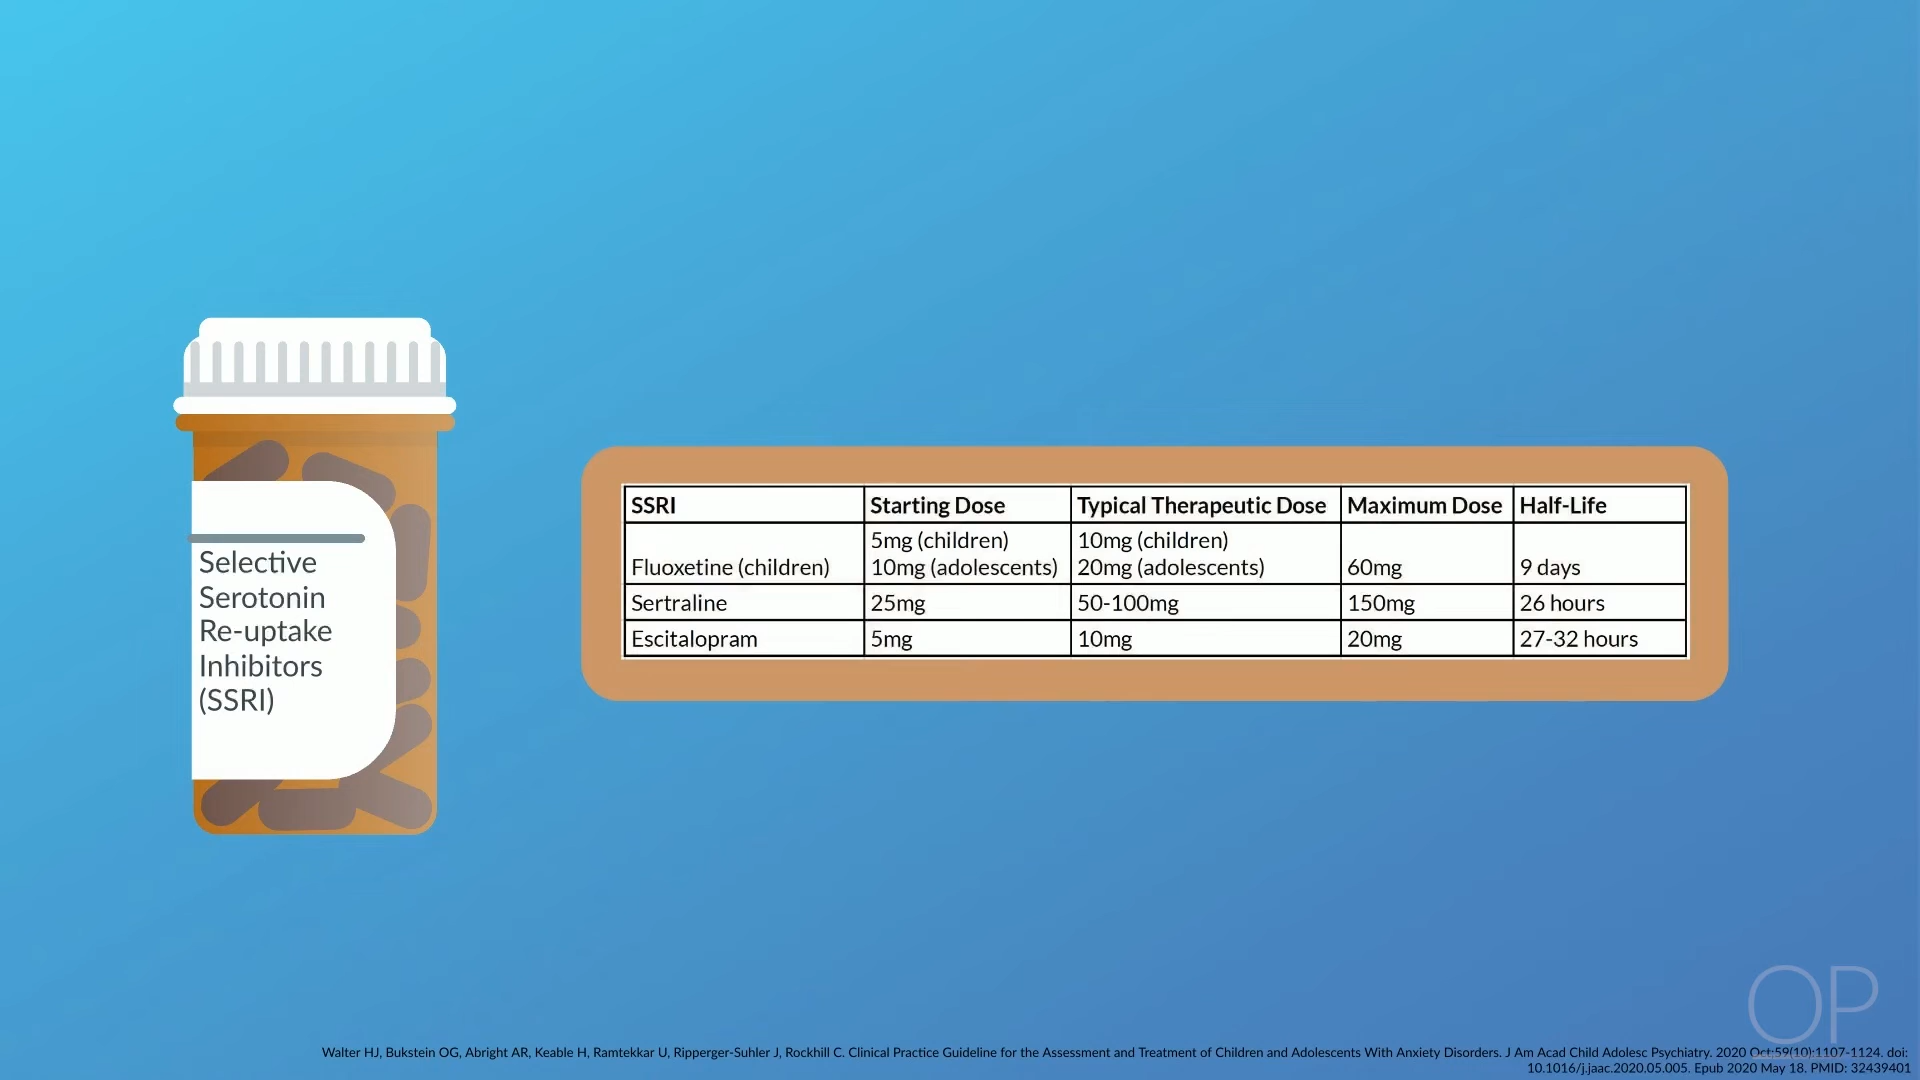 Selective
Serotonin
Re-uptake
Inhibitors
(SSRI)
SSRI Starting Dose Typical Therapeutic Dose Maximum Dose Half-Life
5mg (children) 10mg (children)
Fluoxetine (children) 10mg (adolescents) 20mg (adolescents) 60mg 9 days
Sertraline 25mg 50-100mg 150mg 26 hours
Escitalopram 5mg 10mg 20mg 27-32 hours
OP
Walter HJ, Bukstein OG, Abright AR, Keable H, Ramtekkar U, Ripperger-Suhler J, Rockhill C. Clinical Practice Guideline for the Assessment and Treatment of Children and Adolescents With Anxiety Disorders. J Am Acad Child Adolesc Psychiatry. 2020 Oct;59(10):1107-1124. doi:
10.1016/j.jaac.2020.05.005. Epub 2020 May 18. PMID: 32439401